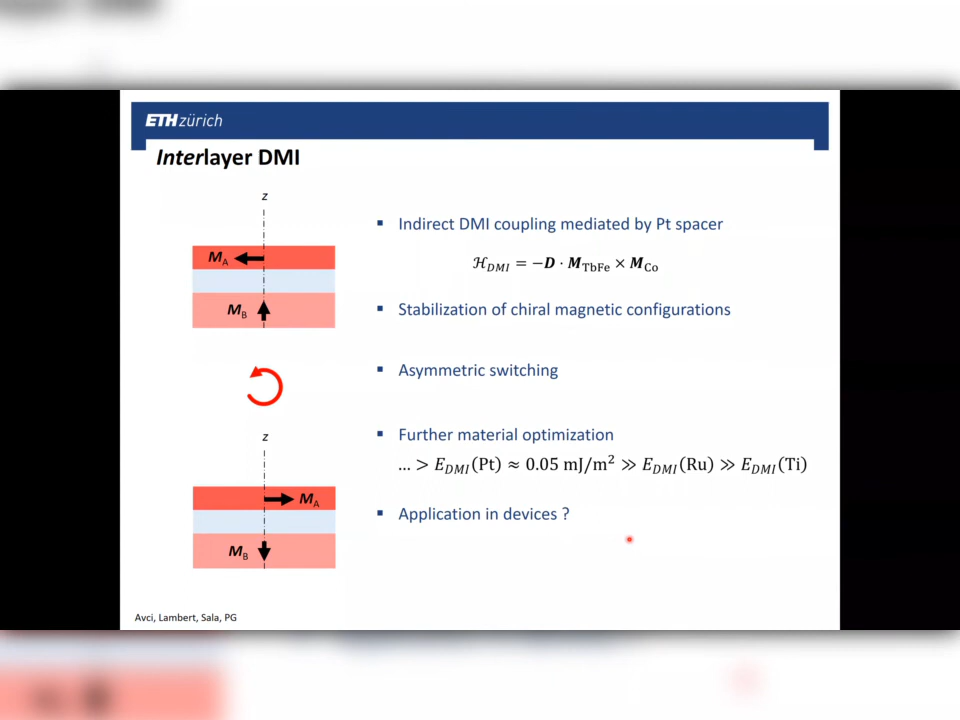 ETH zürich
Interlayer DMI
z
M_A
M_B
z
M_A
M_B
▪ Indirect DMI coupling mediated by Pt spacer
ℋ_DMI = −D · M_TbFe × M_Co
▪ Stabilization of chiral magnetic configurations
▪ Asymmetric switching
▪ Further material optimization
... > E_DMI(Pt) ≈ 0.05 mJ/m² ≫ E_DMI(Ru) ≫ E_DMI(Ti)
▪ Application in devices ?
Avci, Lambert, Sala, PG